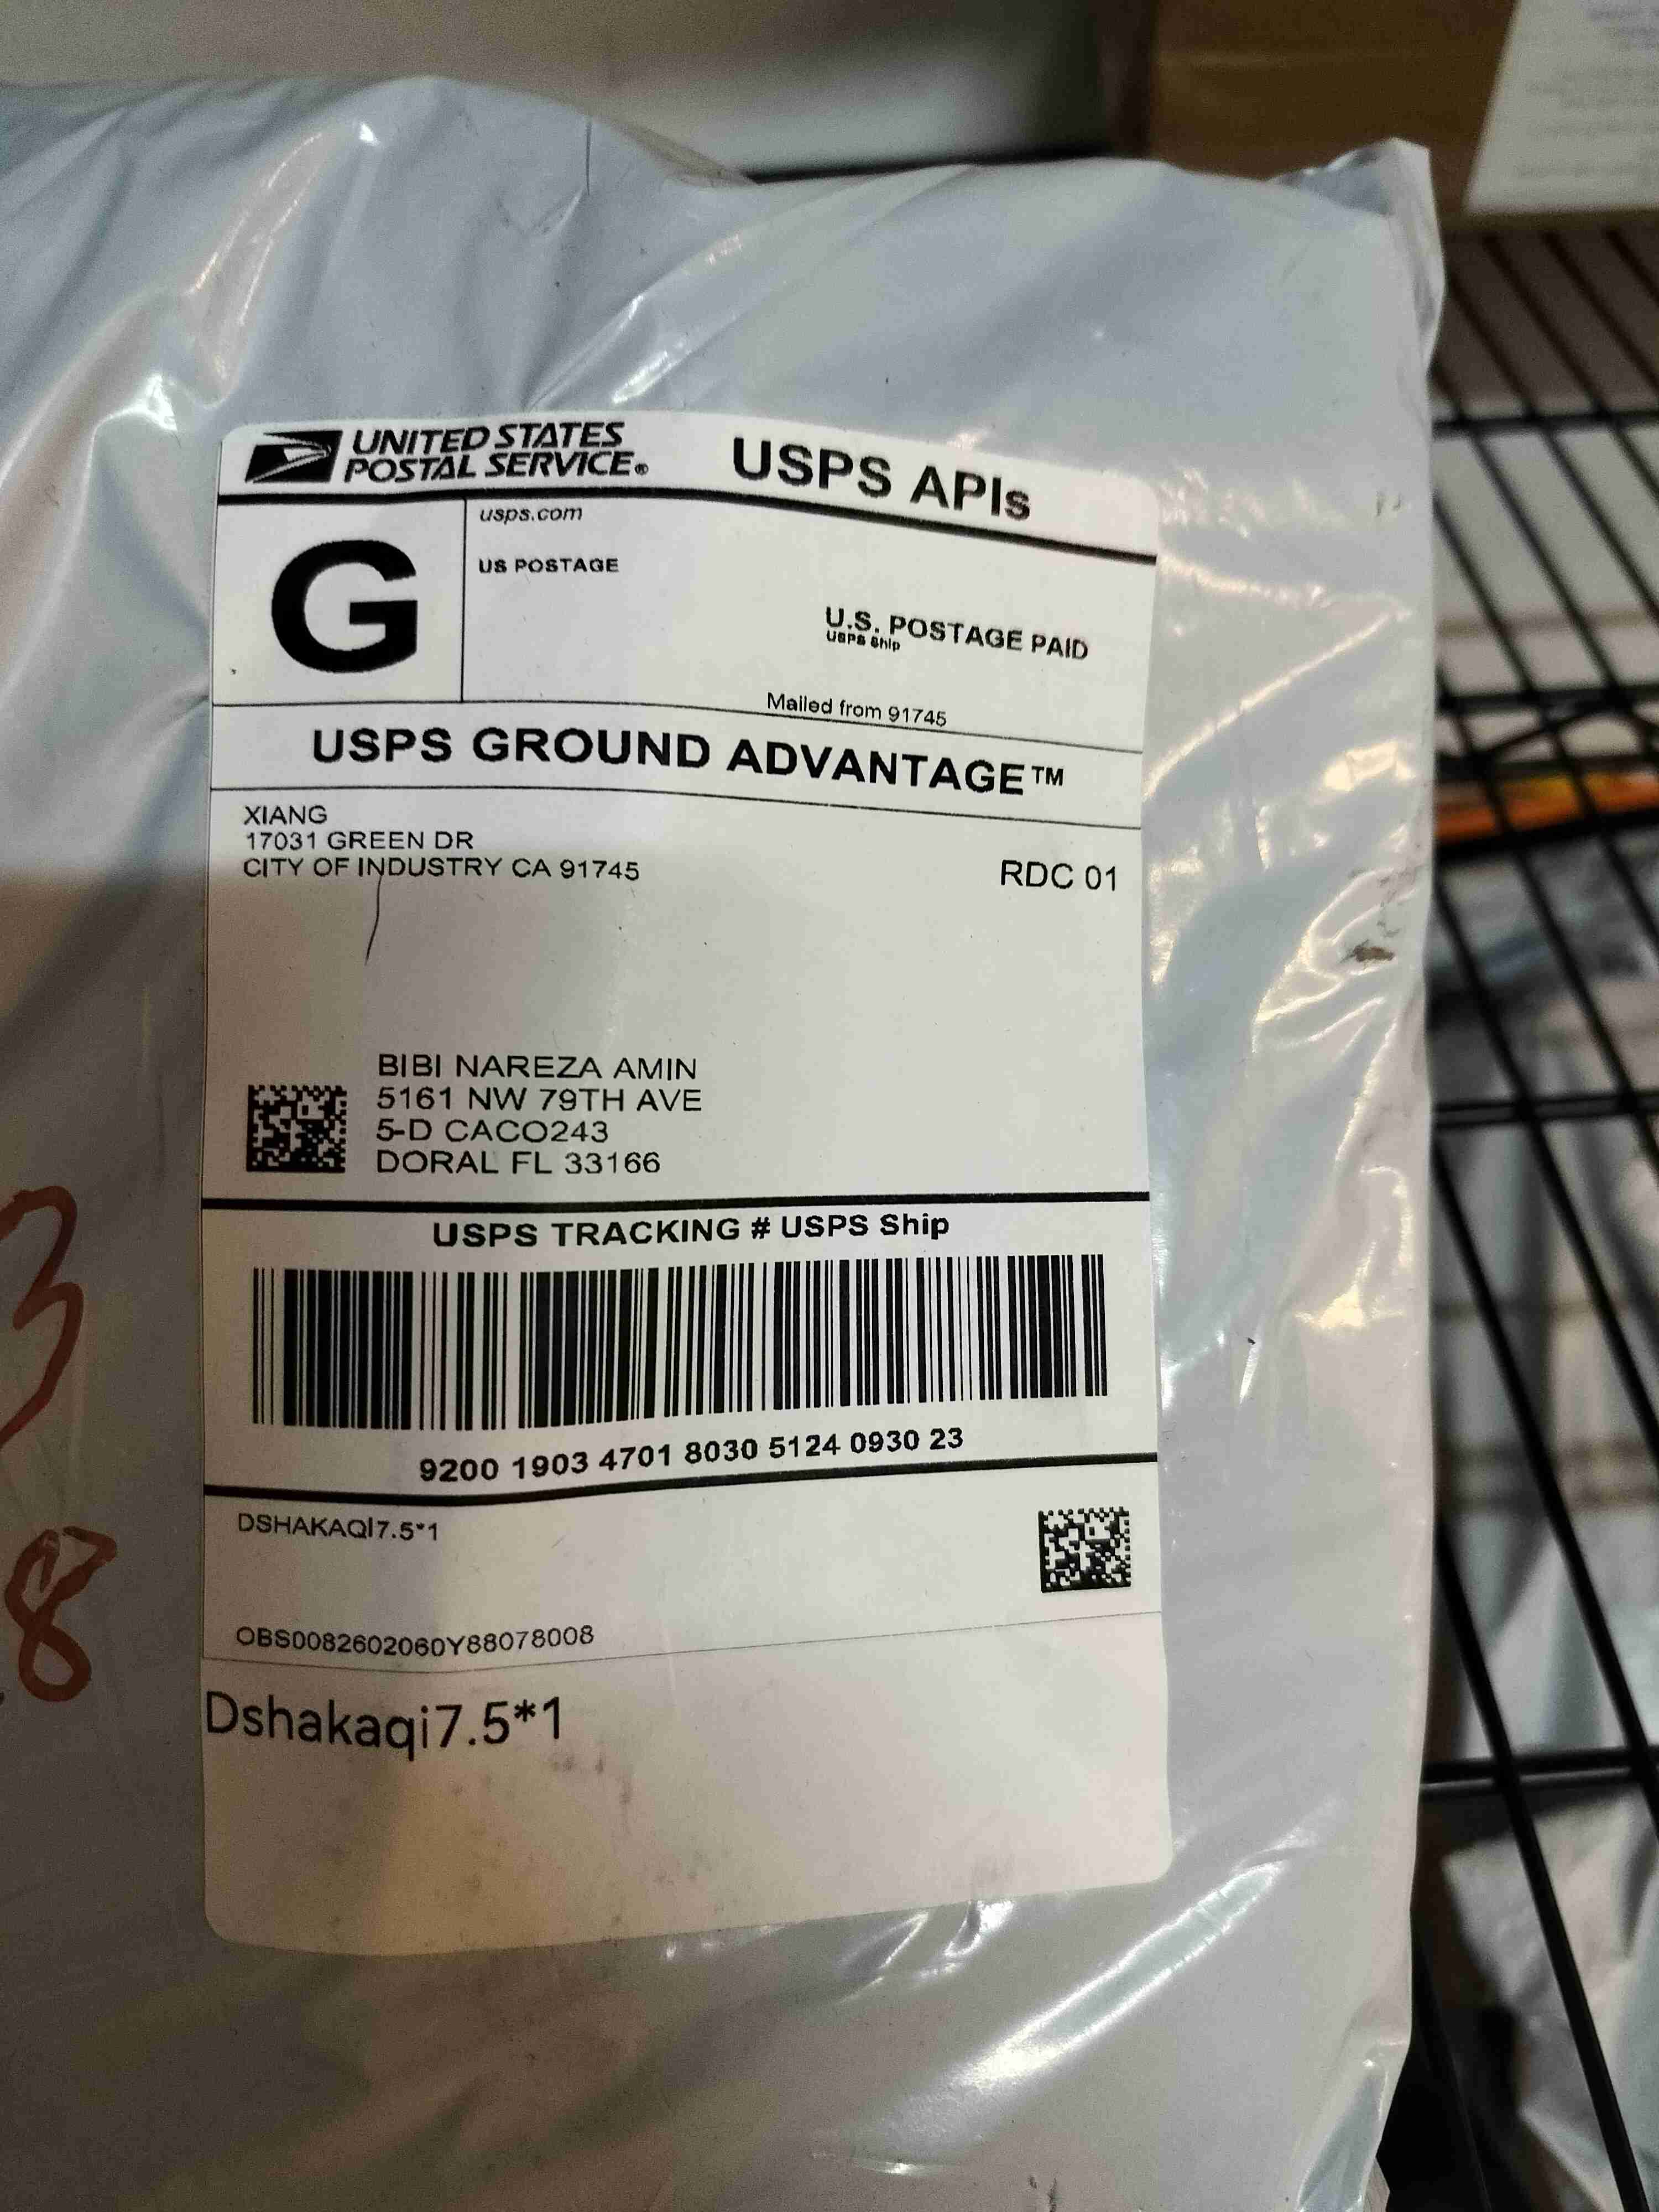 UNITED STATES
POSTAL SERVICE®
USPS APIs
G
usps.com
US POSTAGE
U.S. POSTAGE PAID
USPS Ship
Mailed from 91745
USPS GROUND ADVANTAGE™
XIANG
17031 GREEN DR
CITY OF INDUSTRY CA 91745
RDC 01
BIBI NAREZA AMIN
5161 NW 79TH AVE
5-D CACO243
DORAL FL 33166
USPS TRACKING # USPS Ship
9200 1903 4701 8030 5124 0930 23
DSHAKAQI7.5*1
OBS0082602060Y88078008
Dshakaqi7.5*1
3
8